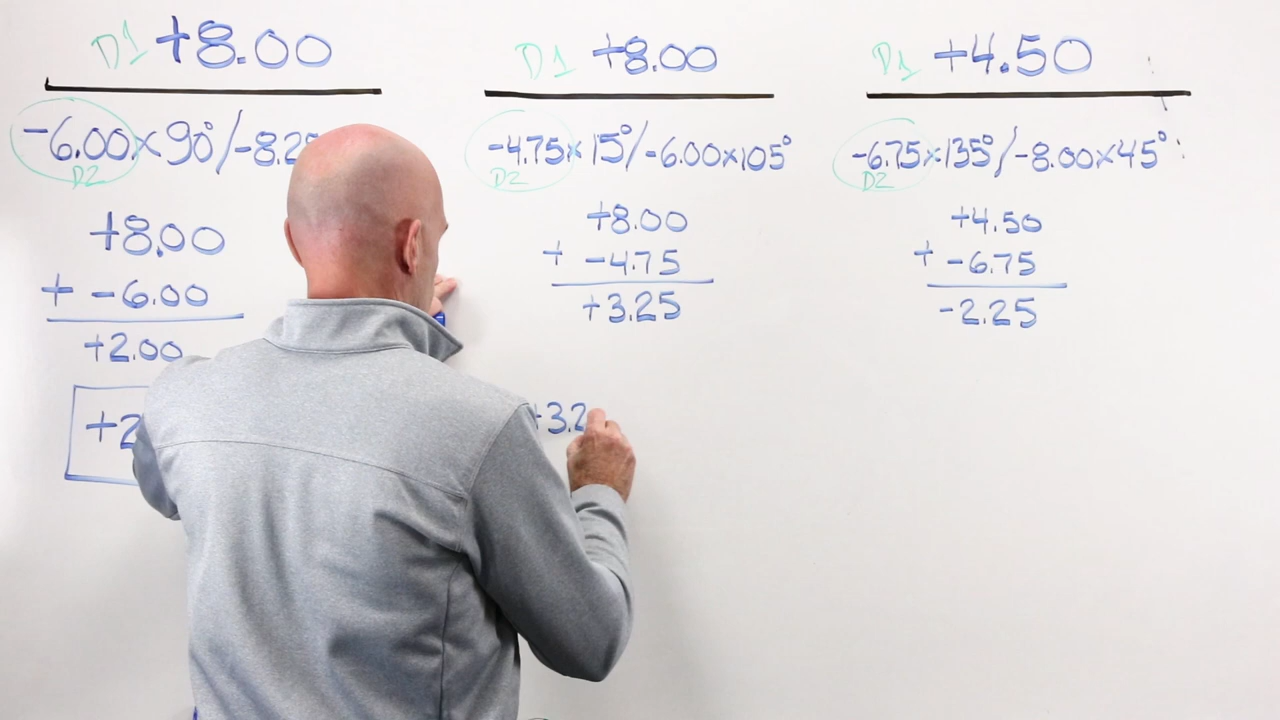 D1 +8.00
-6.00x90°/-8.25
D2
+8.00
+ -6.00
+2.00
+2
D1 +8.00
-4.75x15°/-6.00x105°
D2
+8.00
+ -4.75
+3.25
+3.2
D1 +4.50
-6.75x135°/-8.00x45°
D2
+4.50
+ -6.75
-2.25